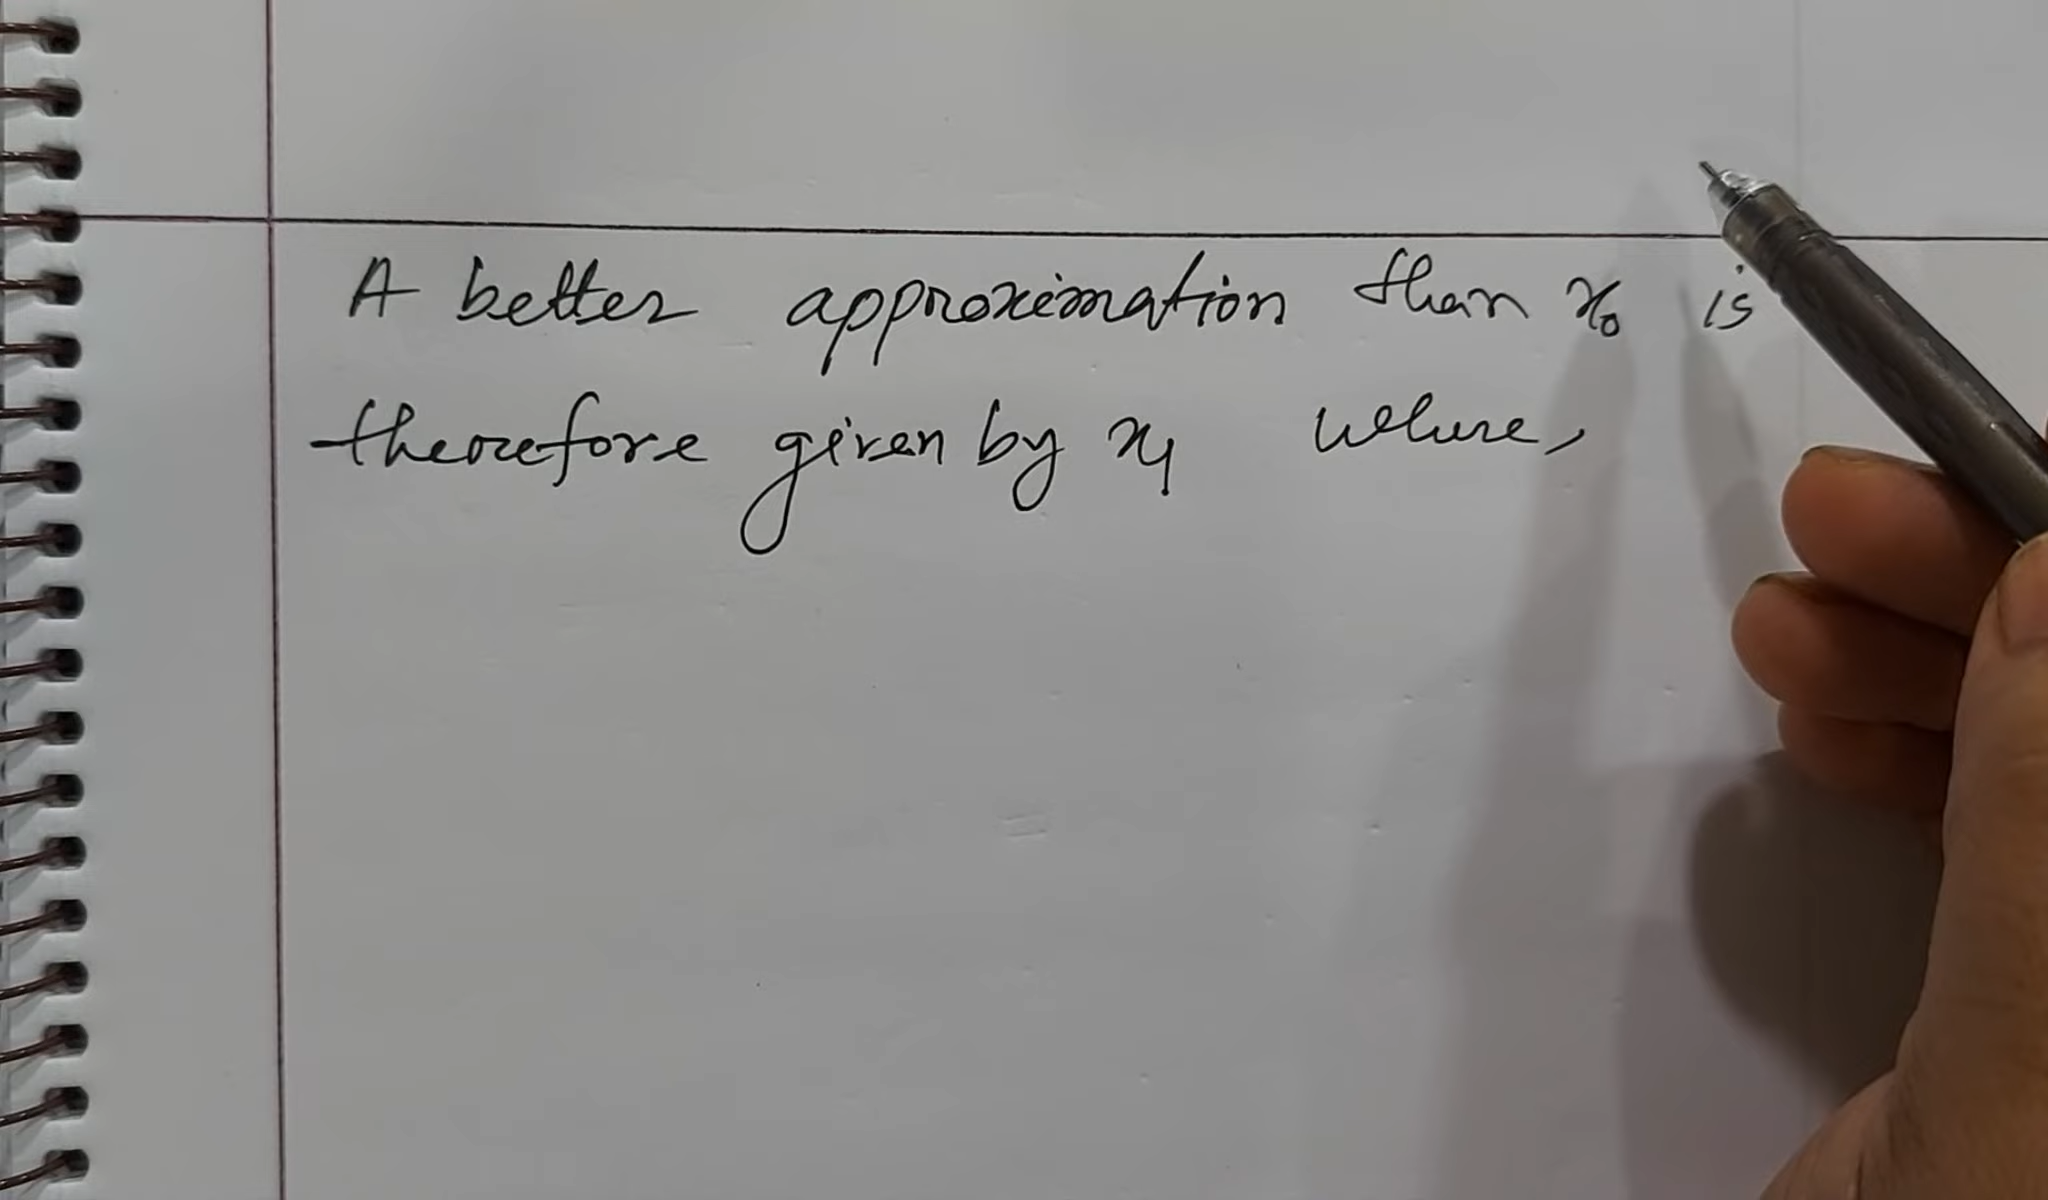 A better approximation than x₀ is
therefore given by x₁ where,